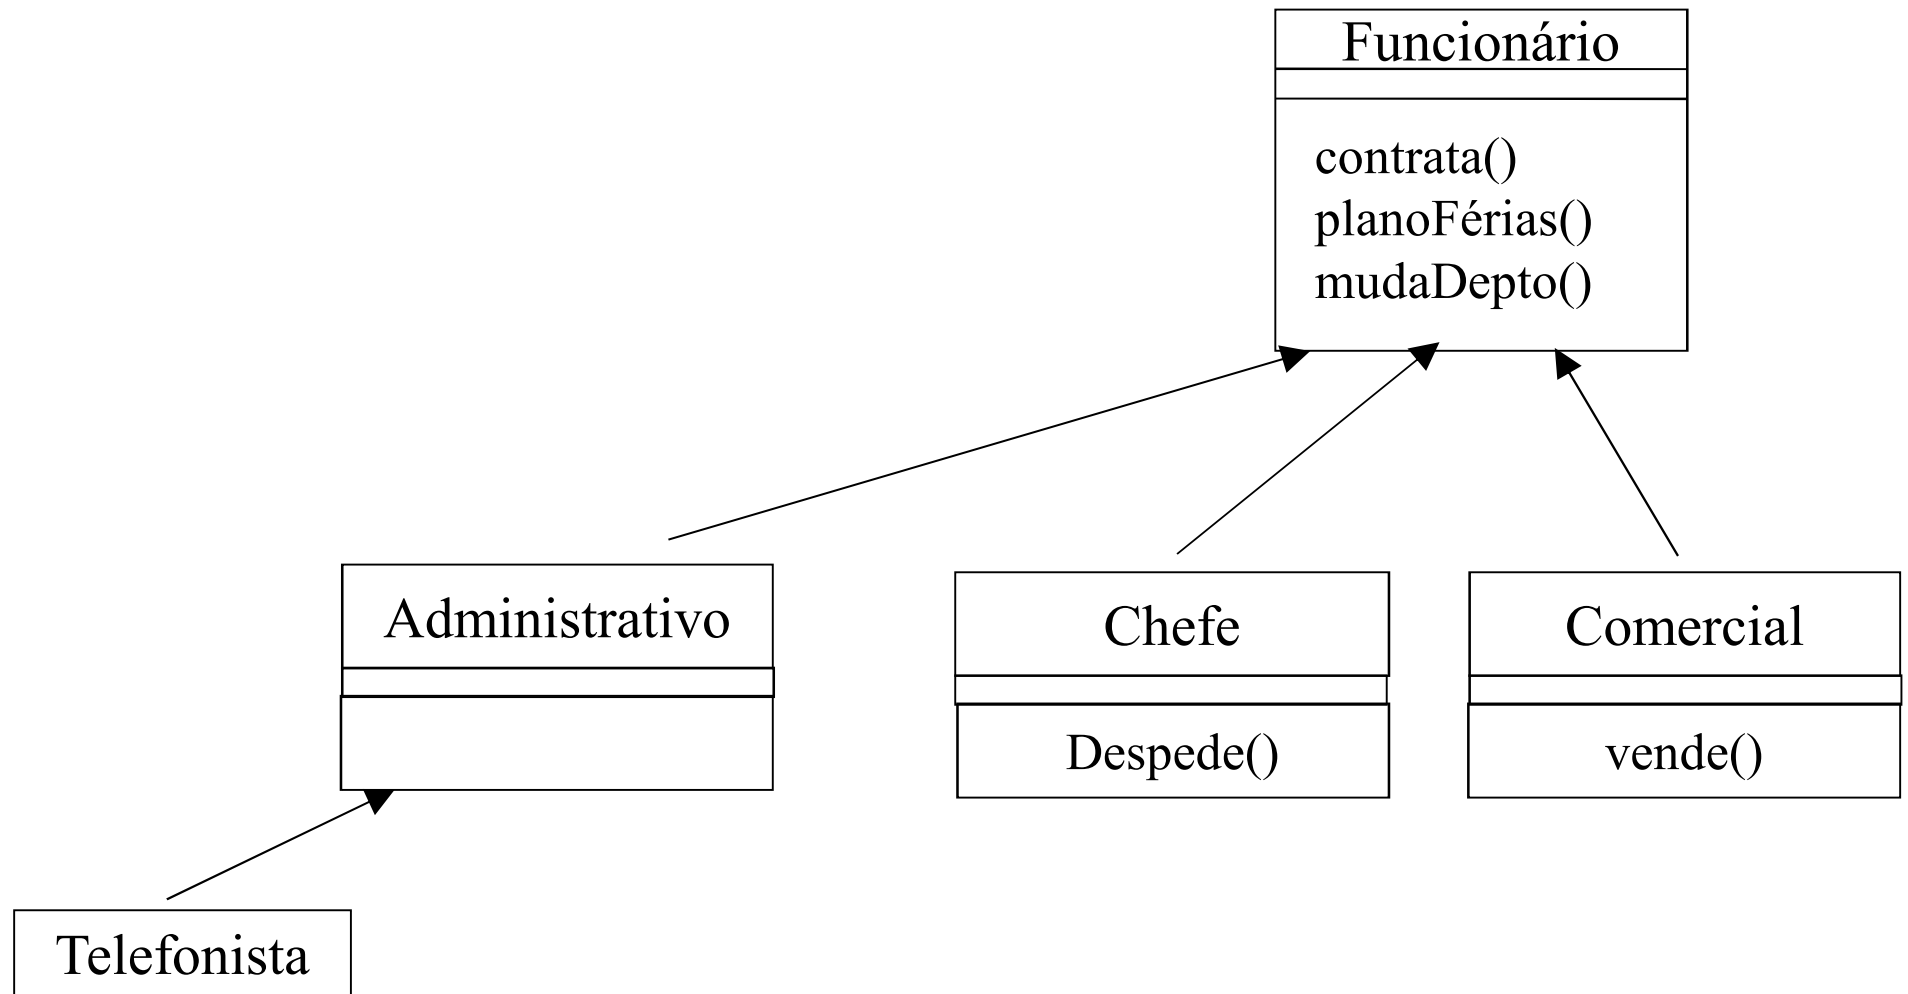 Funcionário
contrata()
planoFérias()
mudaDepto()
Administrativo
Chefe
Despede()
Comercial
vende()
Telefonista